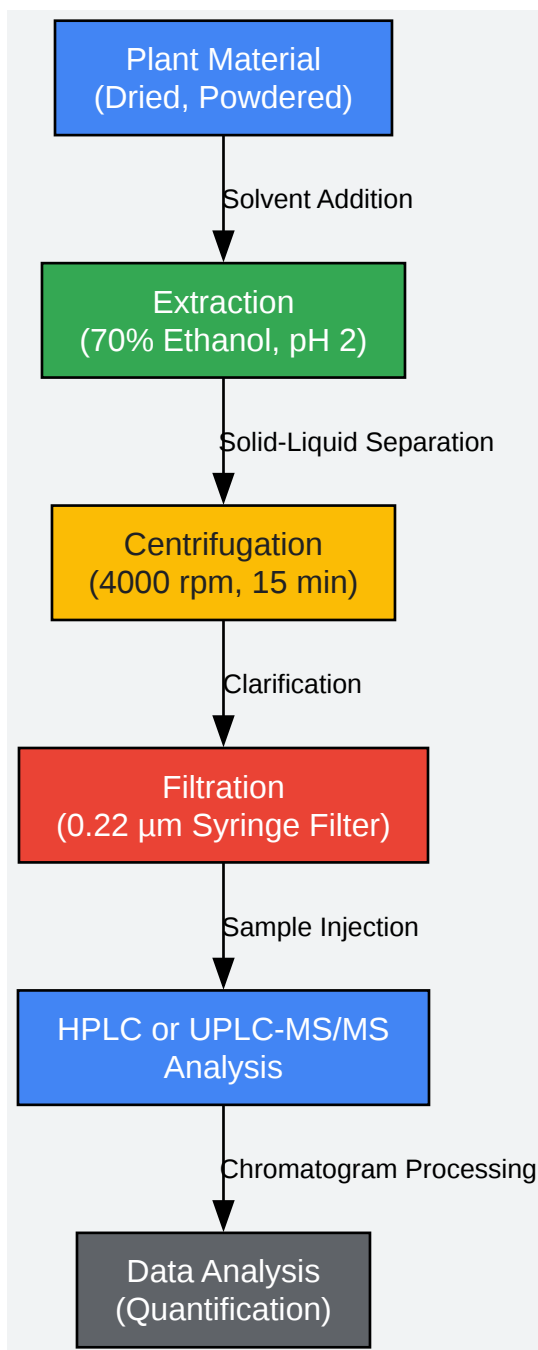 Plant Material
(Dried, Powdered)
Solvent Addition
Extraction
(70% Ethanol, pH 2)
Solid-Liquid Separation
Centrifugation
(4000 rpm, 15 min)
Clarification
Filtration
(0.22 µm Syringe Filter)
Sample Injection
HPLC or UPLC-MS/MS
Analysis
Chromatogram Processing
Data Analysis
(Quantification)